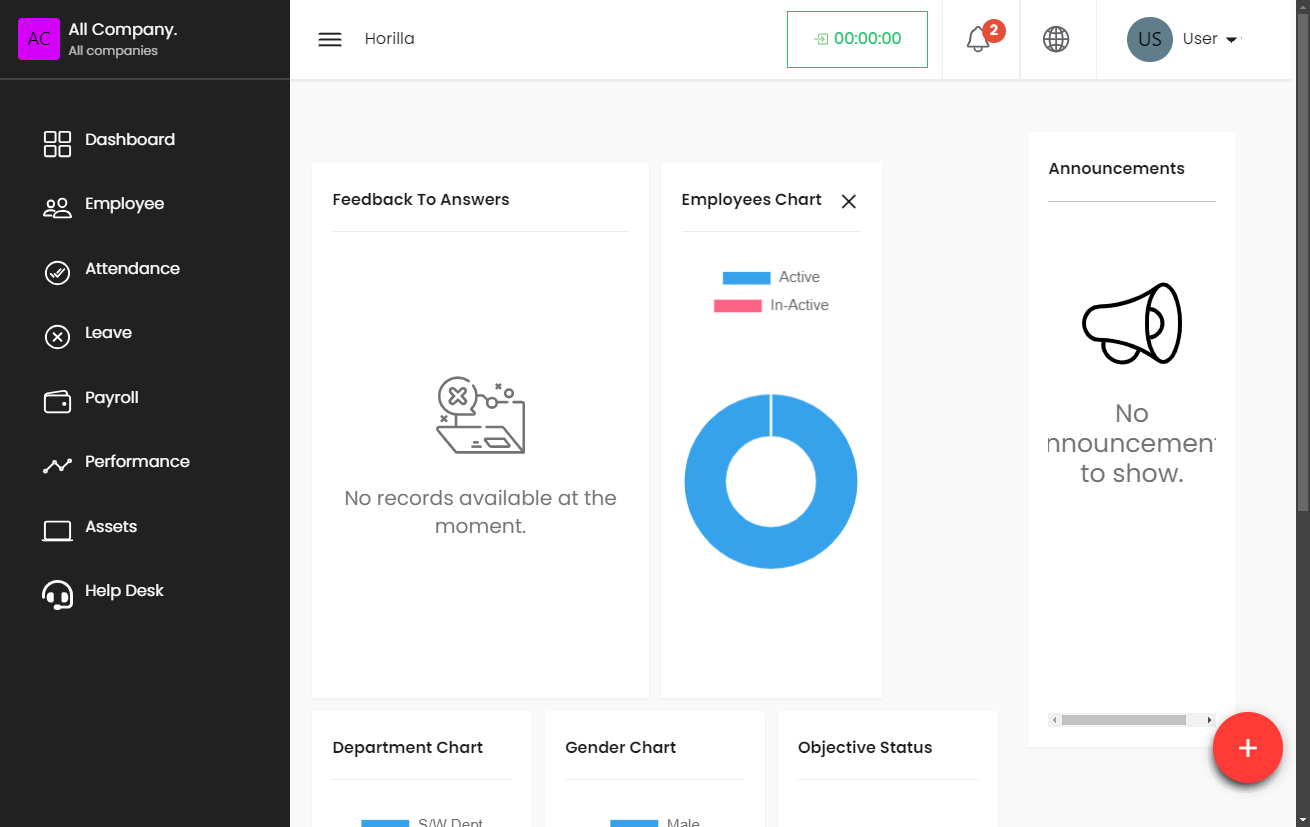 AC
All Company.
All companies
Horilla
00:00:00
2
US
User
Dashboard
Employee
Attendance
Leave
Payroll
Performance
Assets
Help Desk
Feedback To Answers
No records available at the
moment.
Employees Chart
Active
In-Active
Announcements
No
nnouncement
to show.
Department Chart
S/W Dept
Gender Chart
Male
Objective Status